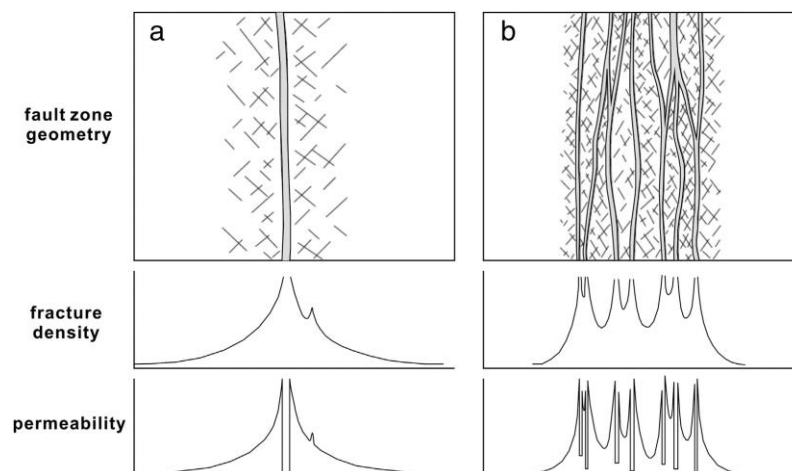 a
b
fault zone
geometry
fracture
density
permeability